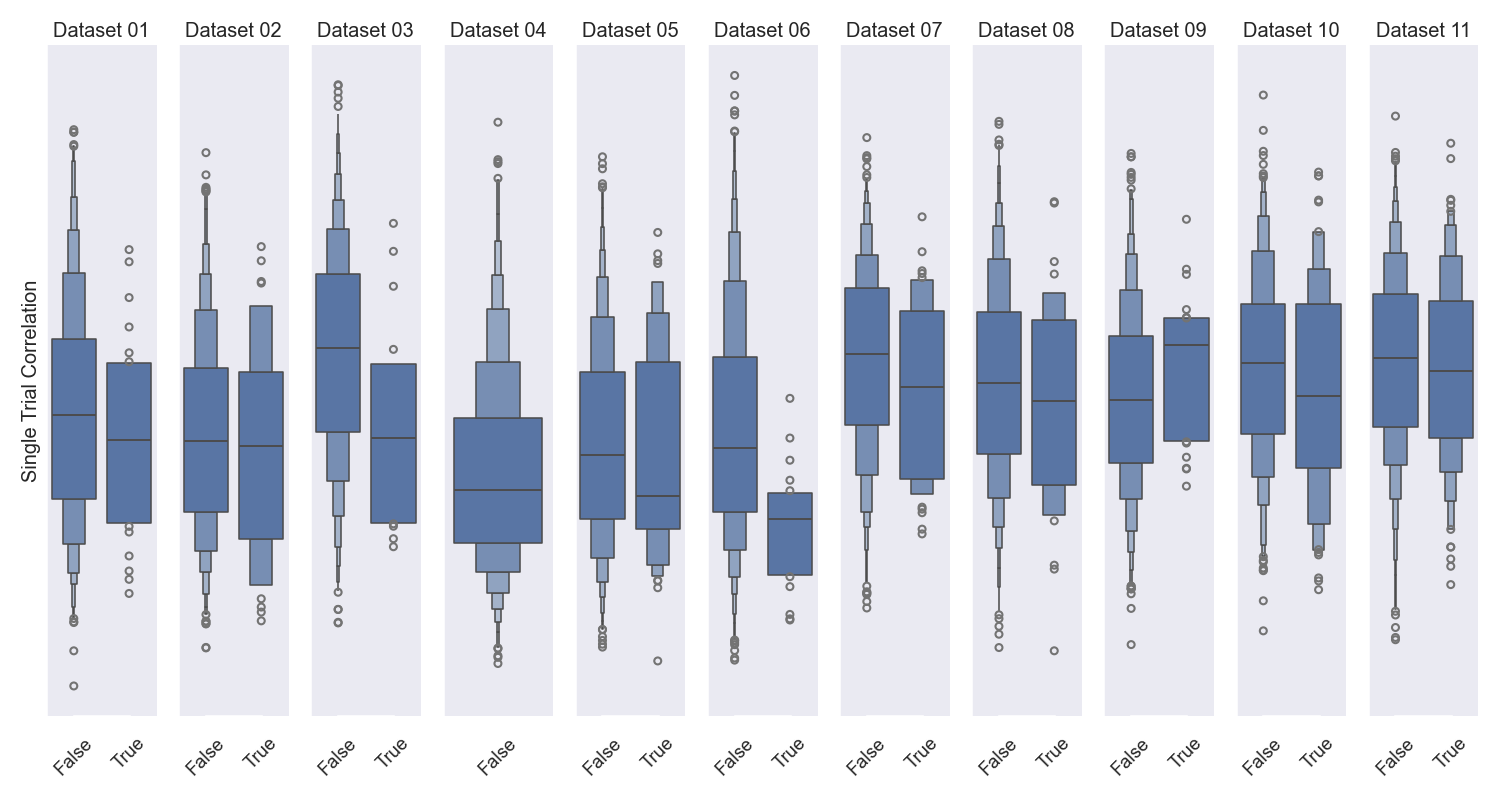 Dataset 01 Dataset 02 Dataset 03 Dataset 04 Dataset 05 Dataset 06 Dataset 07 Dataset 08 Dataset 09 Dataset 10 Dataset 11
Single Trial Correlation
False True False True False True False False True False True False True False True False True False True False True